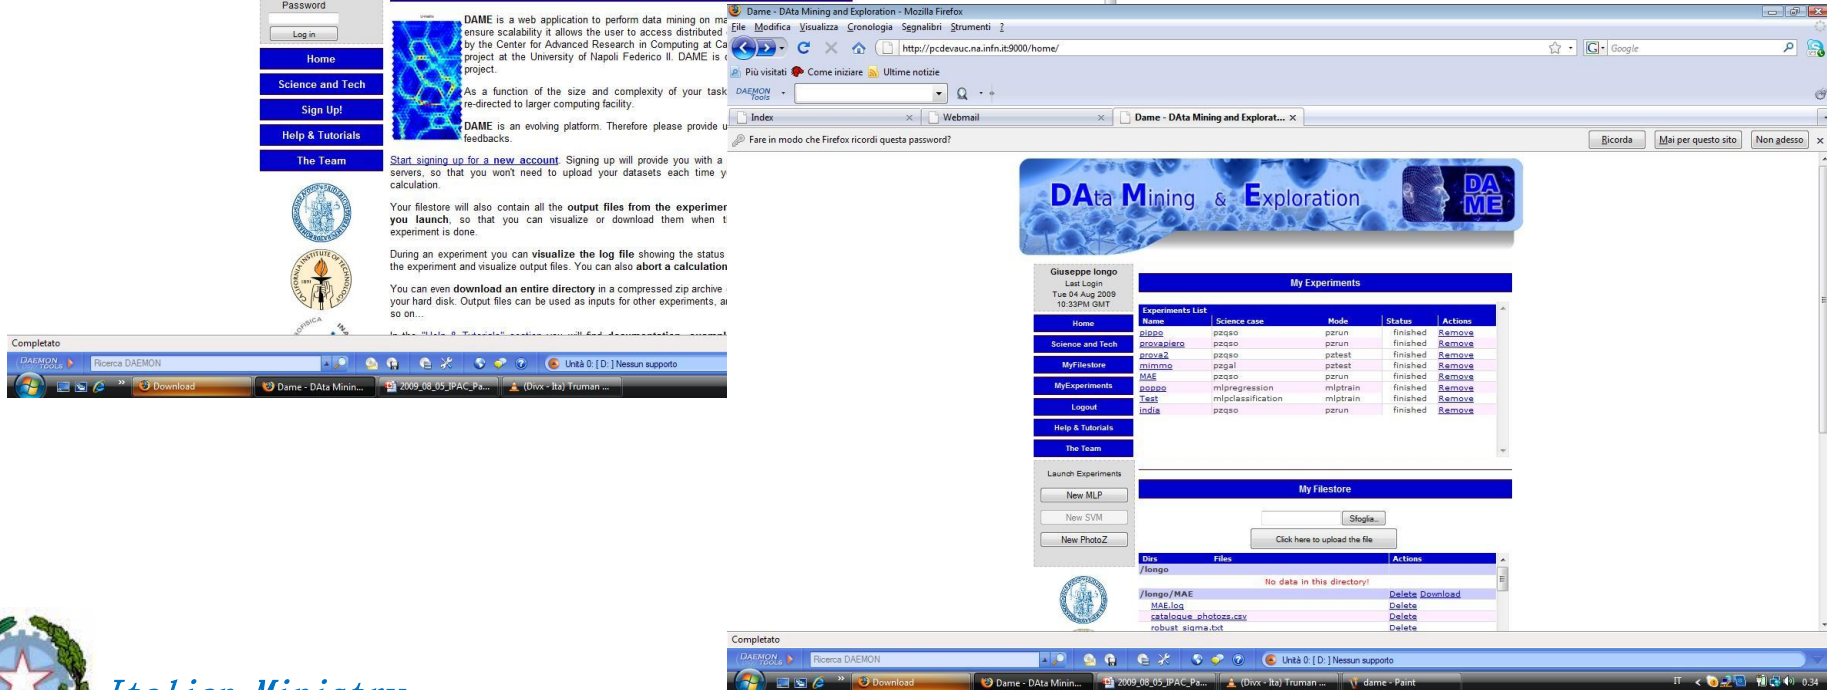 Password
Log in
Home
Science and Tech
Sign Up!
Help & Tutorials
The Team
DAME is a web application to perform data mining on ma
ensure scalability it allows the user to access distributed
by the Center for Advanced Research in Computing at Ca
project at the University of Napoli Federico II. DAME is
project.
As a function of the size and complexity of your task
re-directed to larger computing facility.
DAME is an evolving platform. Therefore please provide u
feedbacks.
Start signing up for a new account. Signing up will provide you with a
servers, so that you won't need to upload your datasets each time y
calculation.
Your filestore will also contain all the output files from the experimer
you launch, so that you can visualize or download them when t
experiment is done.
During an experiment you can visualize the log file showing the status
the experiment and visualize output files. You can also abort a calculation
You can even download an entire directory in a compressed zip archive
your hard disk. Output files can be used as inputs for other experiments, a
so on...
Completato
DAEMON TOOLS
Ricerca DAEMON
Unità 0: [ D: ] Nessun supporto
Download
Dame - DAta Minin...
2009_08_05_IPAC_Pa...
(Divx - Ita) Truman ...
Dame - DAta Mining and Exploration - Mozilla Firefox
File Modifica Visualizza Cronologia Segnalibri Strumenti ?
http://pcdevauc.na.infn.it:9000/home/
Google
Più visitati Come iniziare Ultime notizie
DAEMON Tools
Index
Webmail
Dame - DAta Mining and Explorat...
Fare in modo che Firefox ricordi questa password?
Ricorda
Mai per questo sito
Non adesso
DAta Mining & Exploration
DA
ME
Giuseppe longo
Last Login
Tue 04 Aug 2009
10:33PM GMT
Home
Science and Tech
MyFilestore
MyExperiments
Logout
Help & Tutorials
The Team
Launch Experiments
New MLP
New SVM
New PhotoZ
My Experiments
Experiments List
Name Science case Mode Status Actions
pippo pzqso pzrun finished Remove
provapiero pzqso pzrun finished Remove
prova2 pzqso pztest finished Remove
mimmo pzgal pztest finished Remove
MAE pzqso pzrun finished Remove
poppo mlpregression mlptrain finished Remove
Test mlpclassification mlptrain finished Remove
india pzqso pzrun finished Remove
My Filestore
Sfoglia...
Click here to upload the file
Dirs Files Actions
/longo
No data in this directory!
/longo/MAE Delete Download
MAE.log Delete
catalogue_photozs.csv Delete
robust_sigma.txt Delete
Completato
DAEMON TOOLS
Ricerca DAEMON
Unità 0: [ D: ] Nessun supporto
Download
Dame - DAta Minin...
2009_08_05_IPAC_Pa...
(Divx - Ita) Truman ...
dame - Paint
IT
0.34
Italian Ministry